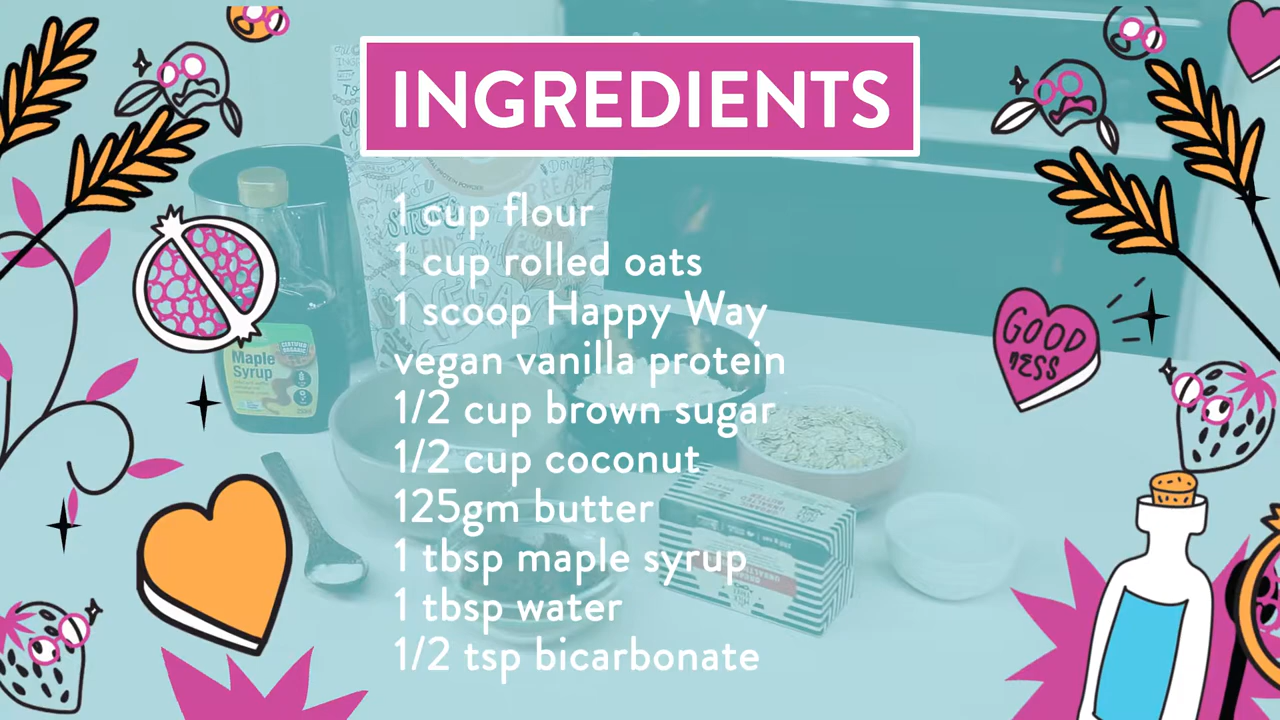 INGREDIENTS
1 cup flour
1 cup rolled oats
1 scoop Happy Way
vegan vanilla protein
1/2 cup brown sugar
1/2 cup coconut
125gm butter
1 tbsp maple syrup
1 tbsp water
1/2 tsp bicarbonate
GOOD
NESS
Maple
Syrup